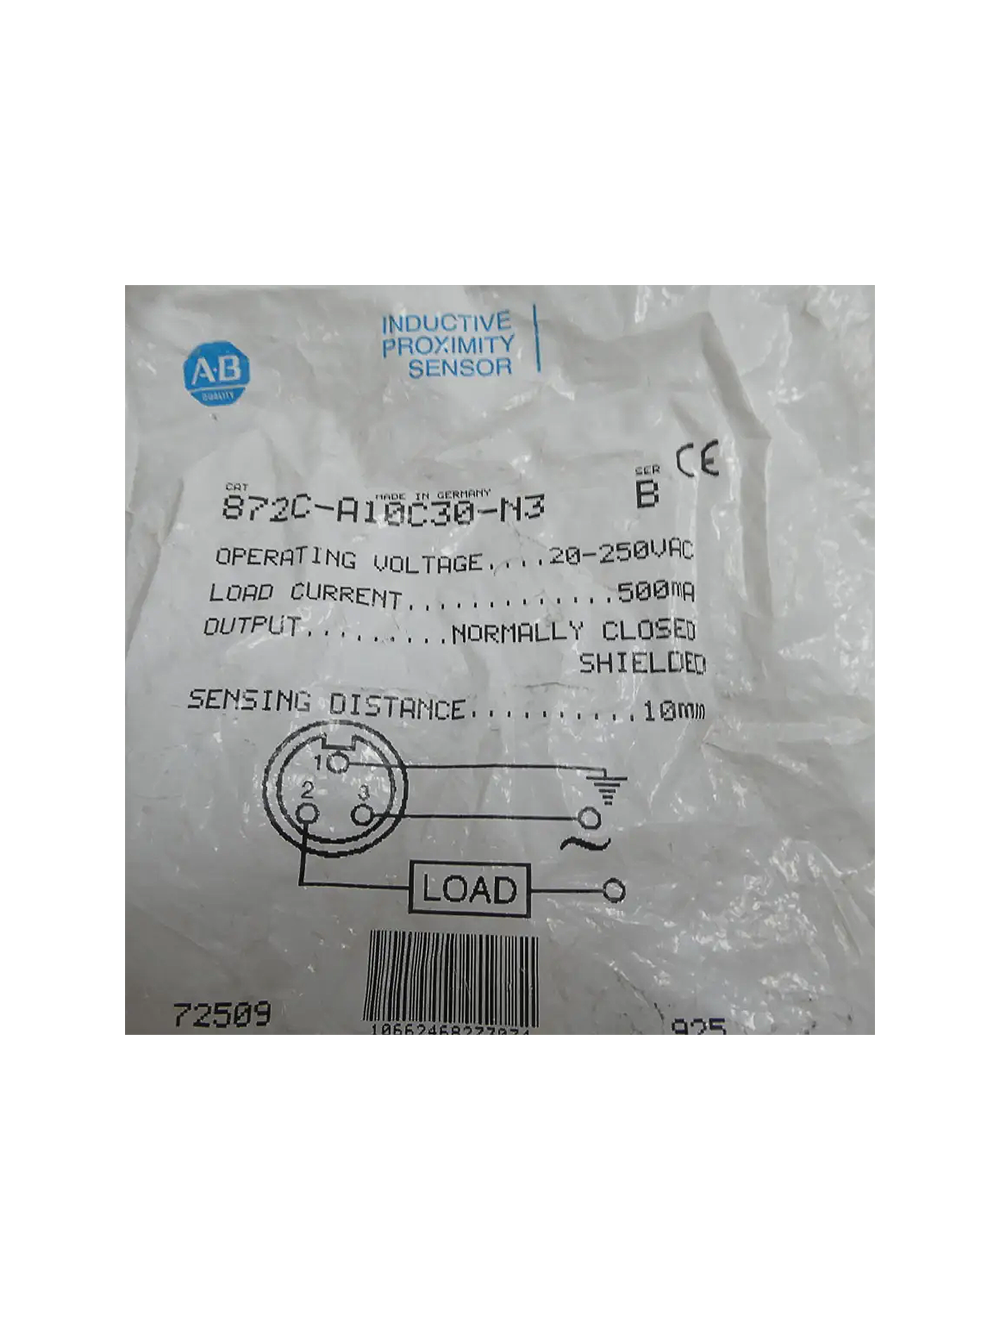 INDUCTIVE
PROXIMITY
SENSOR
A·B
QUALITY
CE
CAT
SER
MADE IN GERMANY
872C-A10C30-N3
B
OPERATING VOLTAGE....20-250VAC
LOAD CURRENT.............500mA
OUTPUT.........NORMALLY CLOSED
SHIELDED
SENSING DISTANCE..........10mm
1
2 3
~
LOAD
72509
925